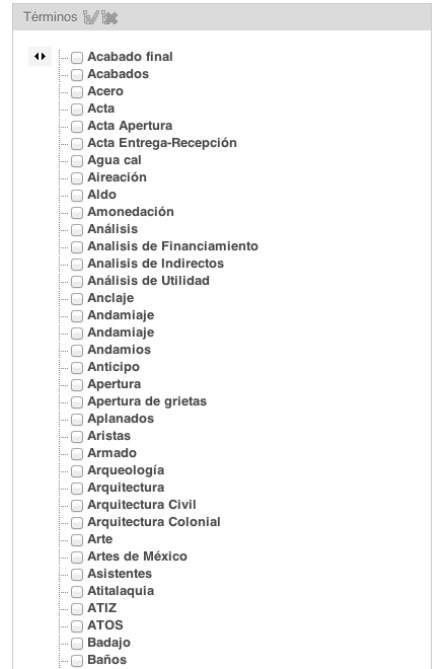 Términos
Acabado final
Acabados
Acero
Acta
Acta Apertura
Acta Entrega-Recepción
Agua cal
Aireación
Aldo
Amonedación
Análisis
Analisis de Financiamiento
Analisis de Indirectos
Análisis de Utilidad
Anclaje
Andamiaje
Andamiaje
Andamios
Anticipo
Apertura
Apertura de grietas
Aplanados
Aristas
Armado
Arqueología
Arquitectura
Arquitectura Civil
Arquitectura Colonial
Arte
Artes de México
Asistentes
Atitalaquia
ATIZ
ATOS
Badajo
Baños